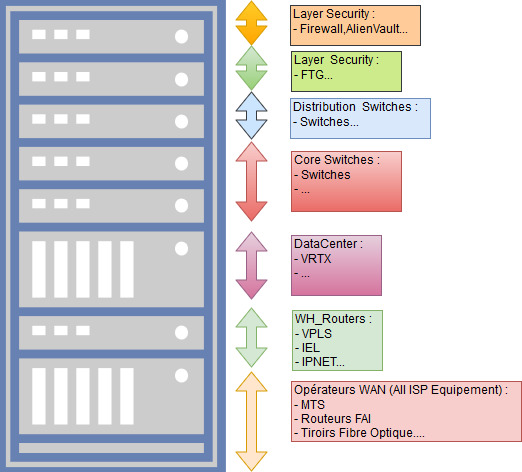 Layer Security :
- Firewall,AlienVault...
Layer  Security :
- FTG...
Distribution  Switches :
- Switches...
Core Switches :
- Switches
- ...
DataCenter :
- VRTX
- ...
WH_Routers :
- VPLS
- IEL
- IPNET...
Opérateurs WAN (All ISP Equipement) :
- MTS
- Routeurs FAI
- Tiroirs Fibre Optique....